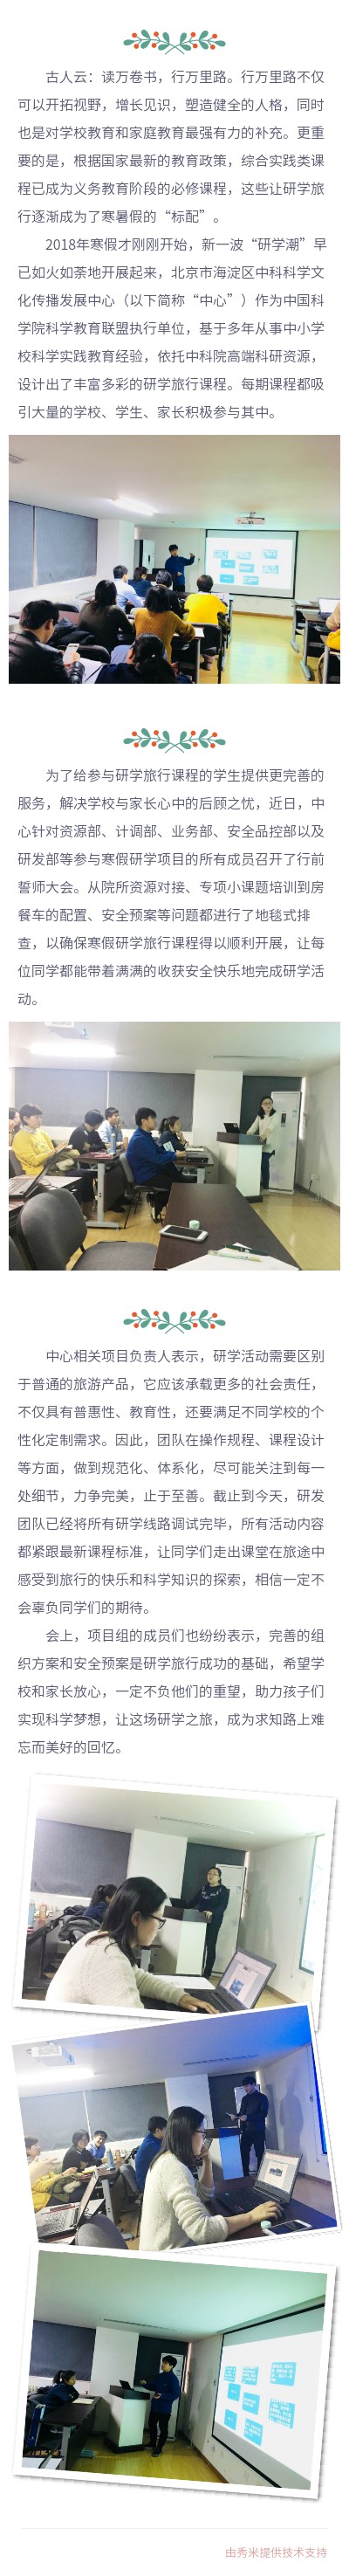 古人云：读万卷书，行万里路。行万里路不仅
可以开拓视野，增长见识，塑造健全的人格，同时
也是对学校教育和家庭教育最强有力的补充。更重
要的是，根据国家最新的教育政策，综合实践类课
程已成为义务教育阶段的必修课程，这些让研学旅
行逐渐成为了寒暑假的“标配”。
2018年寒假才刚刚开始，新一波“研学潮”早
已如火如荼地开展起来，北京市海淀区中科科学文
化传播发展中心（以下简称“中心”）作为中国科
学院科学教育联盟执行单位，基于多年从事中小学
校科学实践教育经验，依托中科院高端科研资源，
设计出了丰富多彩的研学旅行课程。每期课程都吸
引大量的学校、学生、家长积极参与其中。
为了给参与研学旅行课程的学生提供更完善的
服务，解决学校与家长心中的后顾之忧，近日，中
心针对资源部、计调部、业务部、安全品控部以及
研发部等参与寒假研学项目的所有成员召开了行前
誓师大会。从院所资源对接、专项小课题培训到房
餐车的配置、安全预案等问题都进行了地毯式排
查，以确保寒假研学旅行课程得以顺利开展，让每
位同学都能带着满满的收获安全快乐地完成研学活
动。
中心相关项目负责人表示，研学活动需要区别
于普通的旅游产品，它应该承载更多的社会责任，
不仅具有普惠性、教育性，还要满足不同学校的个
性化定制需求。因此，团队在操作规程、课程设计
等方面，做到规范化、体系化，尽可能关注到每一
处细节，力争完美，止于至善。截止到今天，研发
团队已经将所有研学线路调试完毕，所有活动内容
都紧跟最新课程标准，让同学们走出课堂在旅途中
感受到旅行的快乐和科学知识的探索，相信一定不
会辜负同学们的期待。
会上，项目组的成员们也纷纷表示，完善的组
织方案和安全预案是研学旅行成功的基础，希望学
校和家长放心，一定不负他们的重望，助力孩子们
实现科学梦想，让这场研学之旅，成为求知路上难
忘而美好的回忆。
由秀米提供技术支持